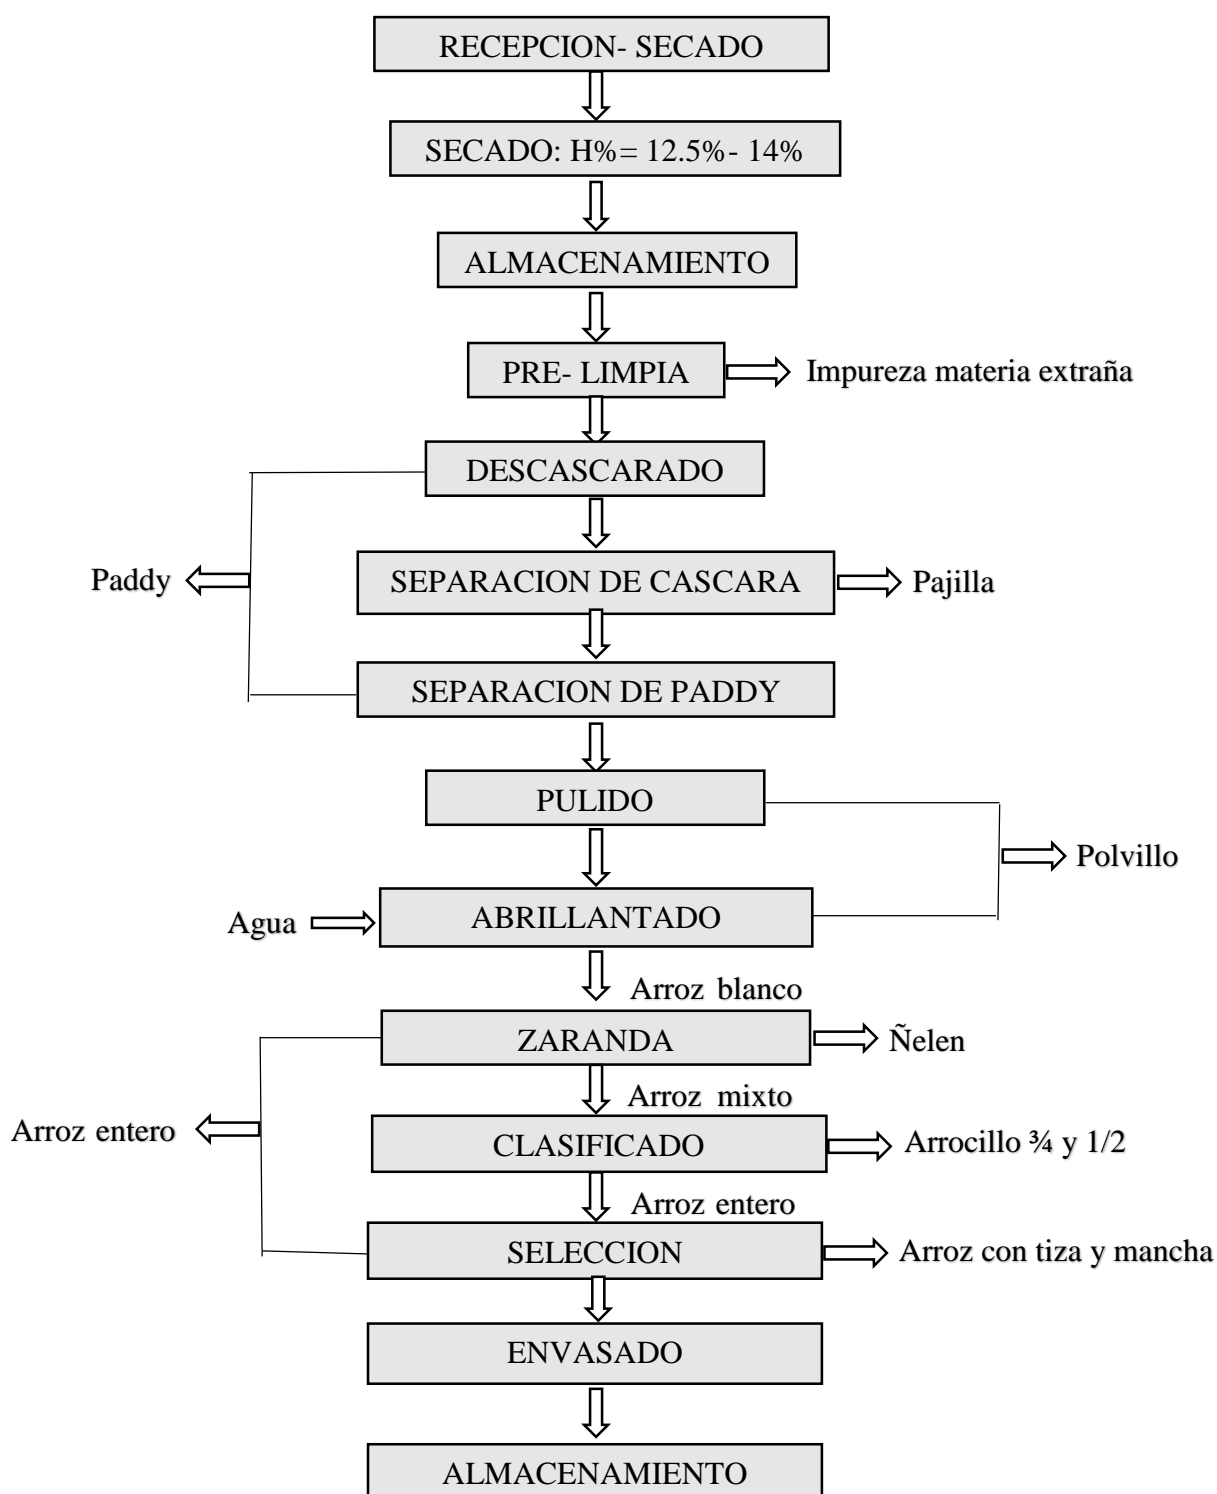 RECEPCION- SECADO
SECADO: H%= 12.5%- 14%
ALMACENAMIENTO
PRE- LIMPIA
Impureza materia extraña
DESCASCARADO
Paddy
SEPARACION DE CASCARA
Pajilla
SEPARACION DE PADDY
PULIDO
Polvillo
Agua
ABRILLANTADO
Arroz blanco
ZARANDA
Ñelen
Arroz mixto
Arroz entero
CLASIFICADO
Arrocillo ¾ y 1/2
Arroz entero
SELECCION
Arroz con tiza y mancha
ENVASADO
ALMACENAMIENTO